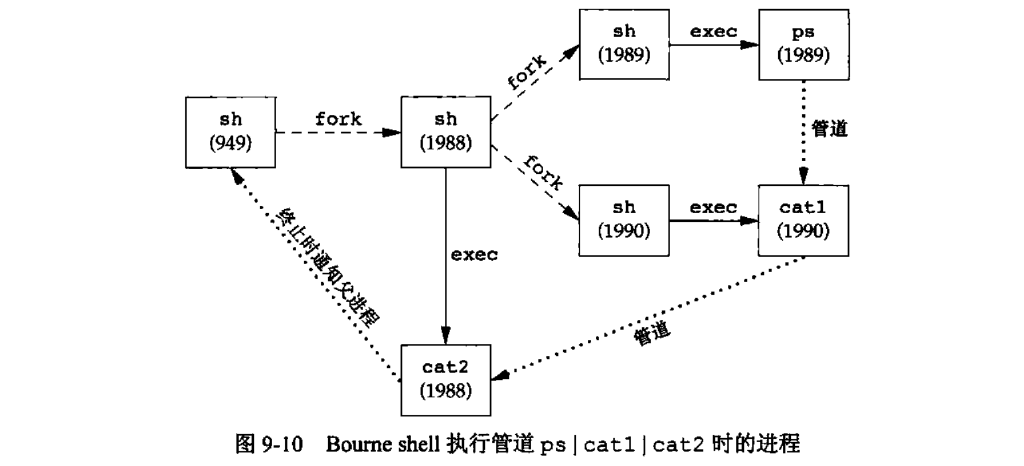 sh
(1989)
exec
ps
(1989)
fork
sh
(949)
fork
sh
(1988)
管道
fork
sh
(1990)
exec
cat1
(1990)
终止时通知父进程
exec
管道
cat2
(1988)
图 9-10 Bourne shell 执行管道 ps|cat1|cat2 时的进程